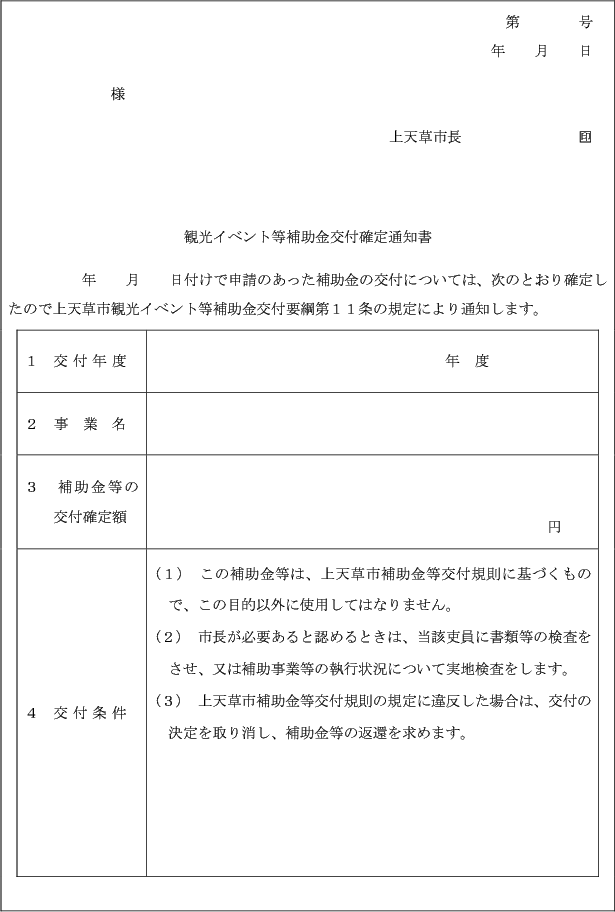 第　　　　号
年　　月　　日
様
上天草市長　　　　　　　　印
観光イベント等補助金交付確定通知書
年　　月　　日付けで申請のあった補助金の交付については、次のとおり確定し
たので上天草市観光イベント等補助金交付要綱第１１条の規定により通知します。
１　交付年度
年　度
２　事　業　名
３　補助金等の
交付確定額
円
４　交付条件
（１）　この補助金等は、上天草市補助金等交付規則に基づくもの
で、この目的以外に使用してはなりません。
（２）　市長が必要あると認めるときは、当該吏員に書類等の検査を
させ、又は補助事業等の執行状況について実地検査をします。
（３）　上天草市補助金等交付規則の規定に違反した場合は、交付の
決定を取り消し、補助金等の返還を求めます。